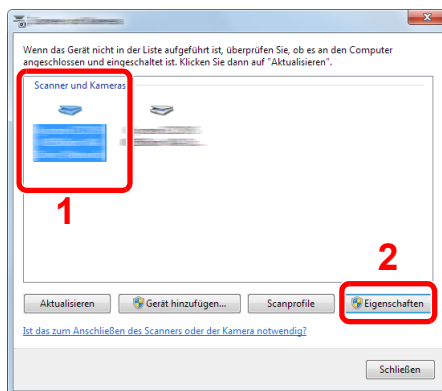 Wenn das Gerät nicht in der Liste aufgeführt ist, überprüfen Sie, ob es an den Computer
angeschlossen und eingeschaltet ist. Klicken Sie dann auf "Aktualisieren".
Scanner und Kameras
1
2
Aktualisieren Gerät hinzufügen... Scanprofile Eigenschaften
Ist das zum Anschließen des Scanners oder der Kamera notwendig?
Schließen